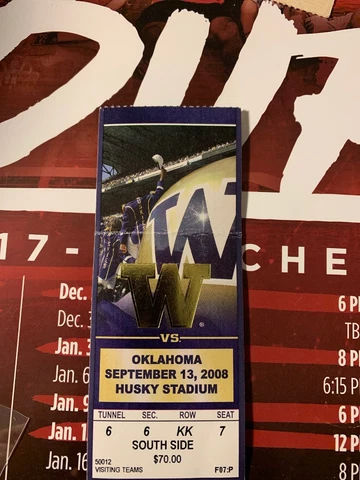 OUT
17- CHE
W
W
®
VS.
OKLAHOMA
SEPTEMBER 13, 2008
HUSKY STADIUM
TUNNEL SEC. ROW SEAT
6 6 KK 7
SOUTH SIDE
50012 $70.00
VISITING TEAMS F07:P
Dec.
Dec. 3
Jan. 3
Jan. 6
Jan. 9
Jan. 1
Jan. 16
6 P
TB
8 P
6:15 P
6 P
12 P
8 P